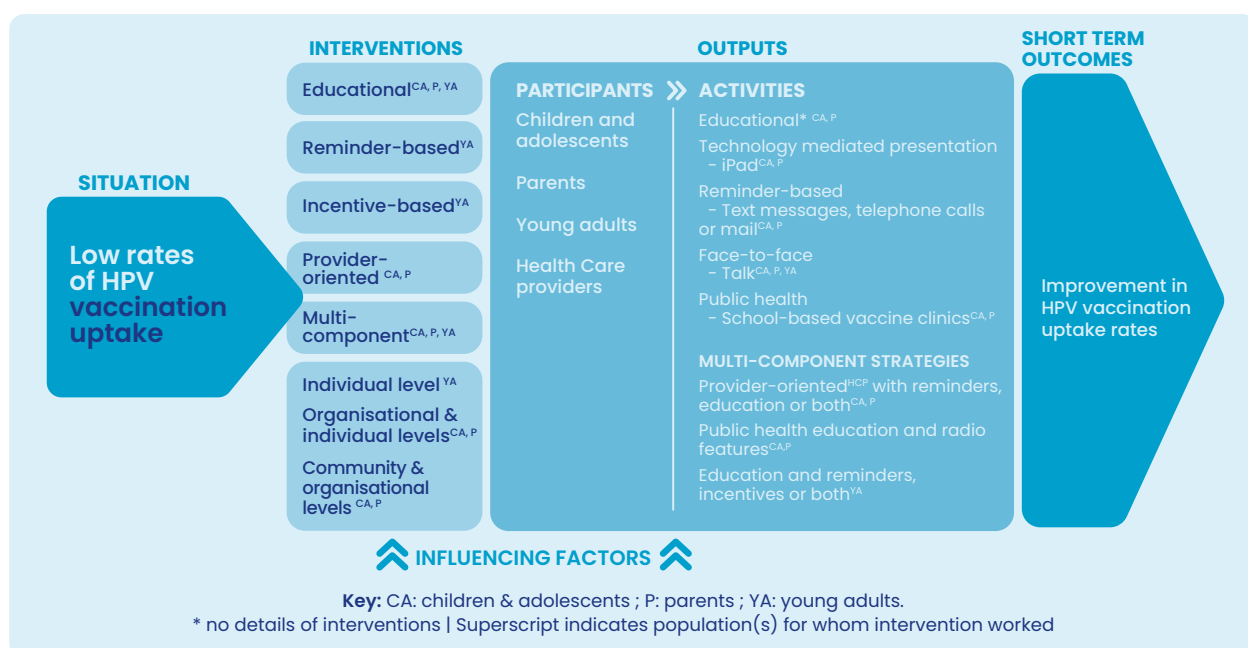 SITUATION
Low rates
of HPV
vaccination
uptake
INTERVENTIONS
Educational CA, P, YA
Reminder-based YA
Incentive-based YA
Provider-
oriented CA, P
Multi-
component CA, P, YA
Individual level YA
Organisational &
individual levels CA, P
Community &
organisational
levels CA, P
OUTPUTS
PARTICIPANTS
Children and
adolescents
Parents
Young adults
Health Care
providers
ACTIVITIES
Educational* CA, P
Technology mediated presentation
- iPad CA, P
Reminder-based
- Text messages, telephone calls
or mail CA, P
Face-to-face
- Talk CA, P, YA
Public health
- School-based vaccine clinics CA, P
MULTI-COMPONENT STRATEGIES
Provider-oriented HCP with reminders,
education or both CA, P
Public health education and radio
features CA,P
Education and reminders,
incentives or both YA
SHORT TERM
OUTCOMES
Improvement in
HPV vaccination
uptake rates
INFLUENCING FACTORS
Key: CA: children & adolescents ; P: parents ; YA: young adults.
* no details of interventions | Superscript indicates population(s) for whom intervention worked